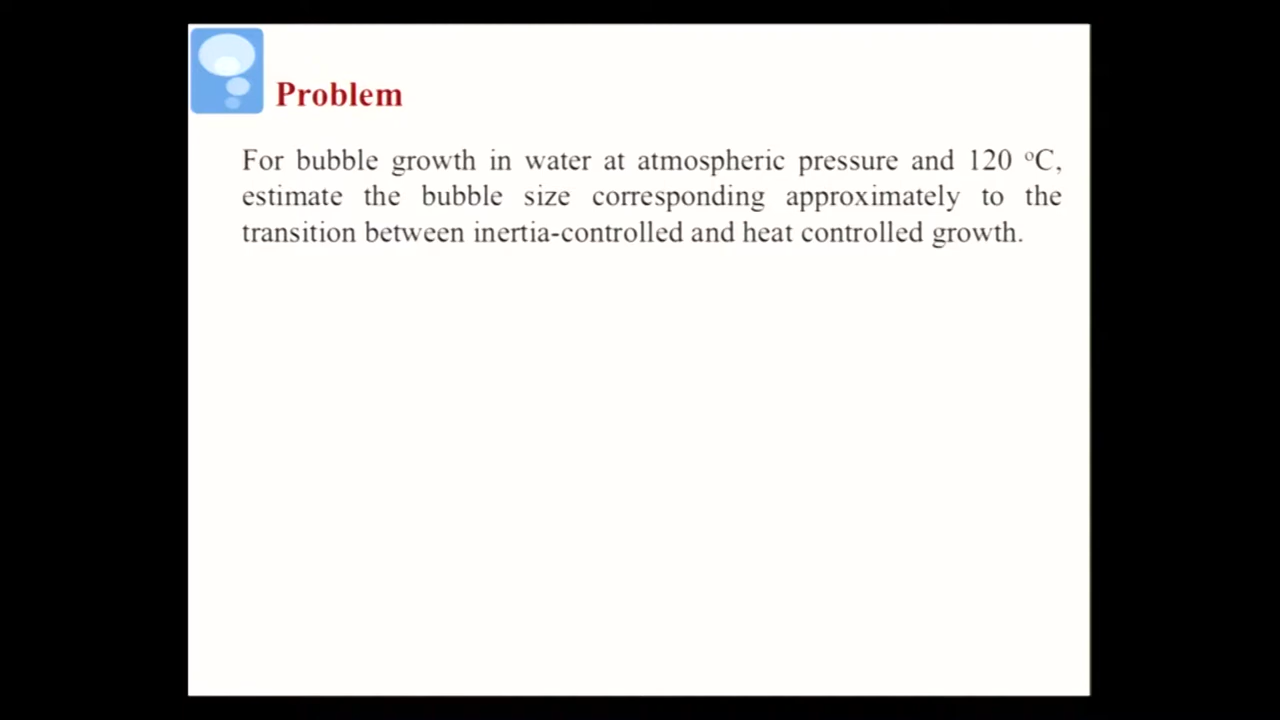 Problem
For bubble growth in water at atmospheric pressure and 120 °C,
estimate the bubble size corresponding approximately to the
transition between inertia-controlled and heat controlled growth.